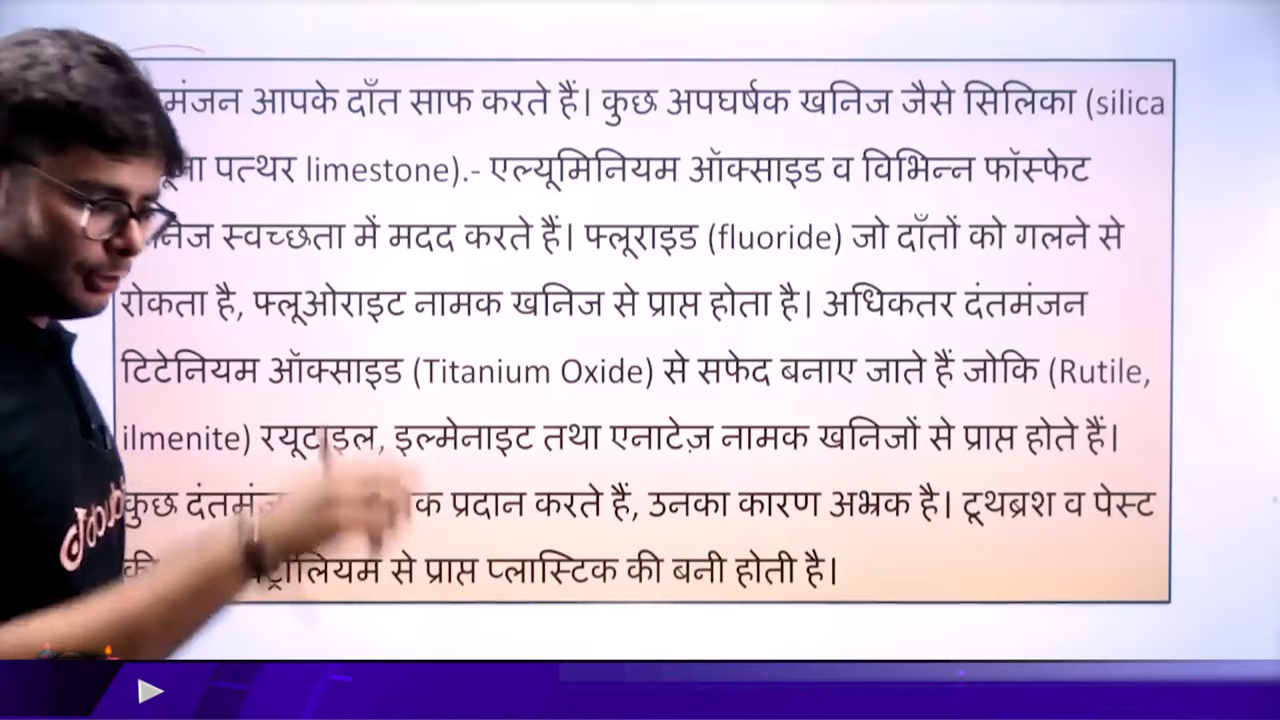 मंजन आपके दाँत साफ करते हैं। कुछ अपघर्षक खनिज जैसे सिलिका (silica
पत्थर limestone).- एल्यूमिनियम ऑक्साइड व विभिन्न फॉस्फेट
स्वच्छता में मदद करते हैं। फ्लूराइड (fluoride) जो दाँतों को गलने से
रोकता है, फ्लूओराइट नामक खनिज से प्राप्त होता है। अधिकतर दंतमंजन
टिटेनियम ऑक्साइड (Titanium Oxide) से सफेद बनाए जाते हैं जोकि (Rutile,
ilmenite) रयूटाइल, इल्मेनाइट तथा एनाटेज़ नामक खनिजों से प्राप्त होते हैं।
कुछ प्रदान करते हैं, उनका कारण अभ्रक है। टूथब्रश व पेस्ट
से प्राप्त प्लास्टिक की बनी होती है।